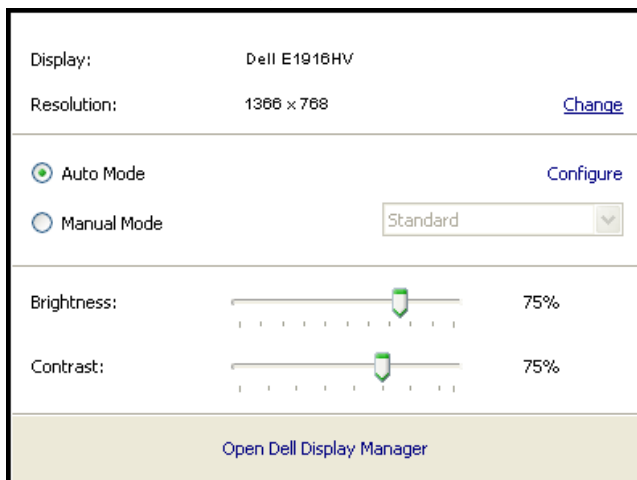 Display: Dell E1916HV
Resolution: 1366 x 768 Change
Auto Mode Configure
Manual Mode Standard
Brightness: 75%
Contrast: 75%
Open Dell Display Manager